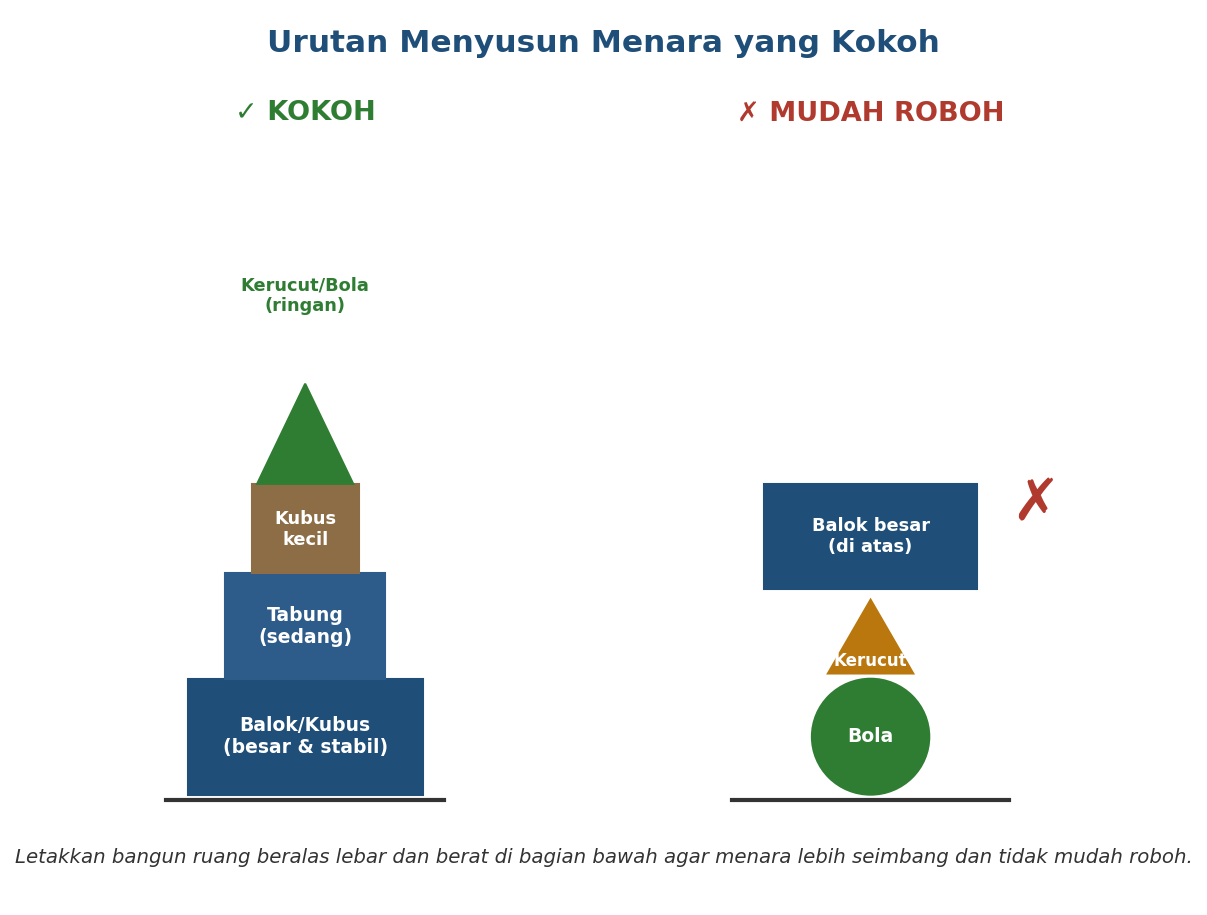 Urutan Menyusun Menara yang Kokoh
✓ KOKOH
✗ MUDAH ROBOH
Kerucut/Bola
(ringan)
Kubus
kecil
Tabung
(sedang)
Balok/Kubus
(besar & stabil)
✗
Balok besar
(di atas)
Kerucut
Bola
Letakkan bangun ruang beralas lebar dan berat di bagian bawah agar menara lebih seimbang dan tidak mudah roboh.